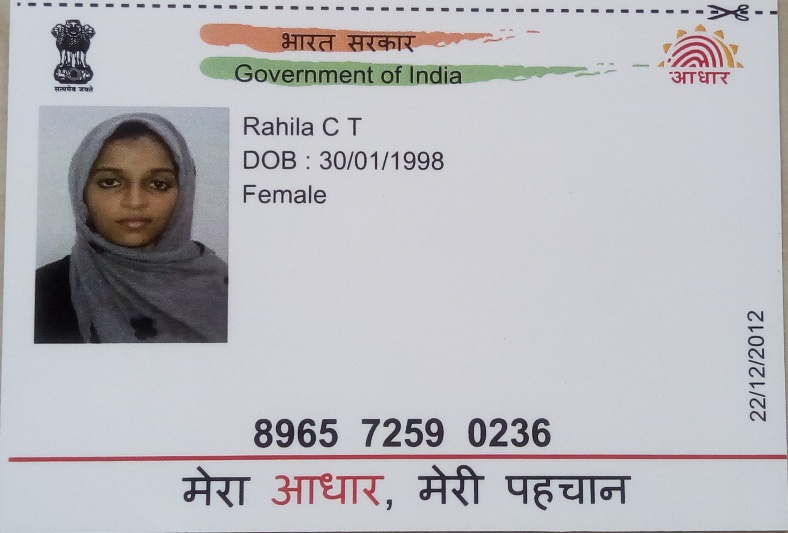 भारत सरकार
Government of India
सत्यमेव जयते
आधार
Rahila C T
DOB : 30/01/1998
Female
22/12/2012
8965 7259 0236
मेरा आधार, मेरी पहचान